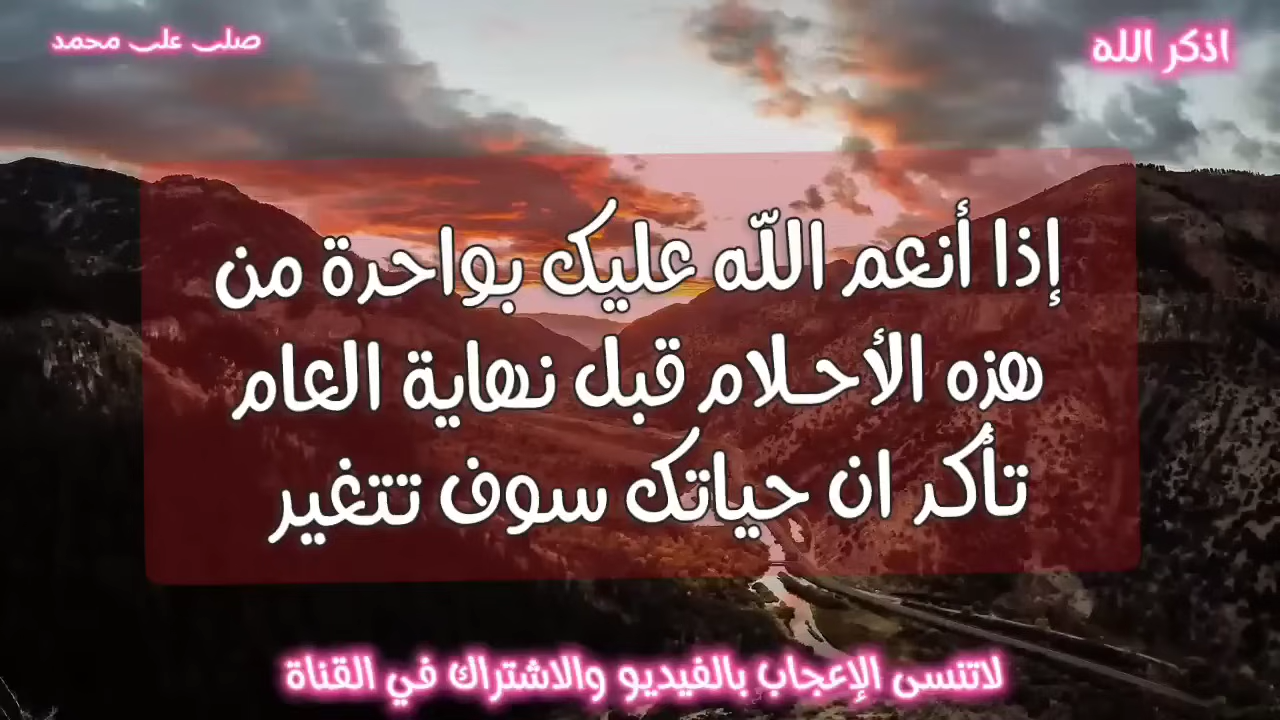 اذكر الله
صلى على محمد
إذا أنعم اللّه عليك بواحدة من
هذه الأحلام قبل نهاية العام
تأكد ان حياتك سوف تتغير
لاتنسى الإعجاب بالفيديو والاشتراك في القناة